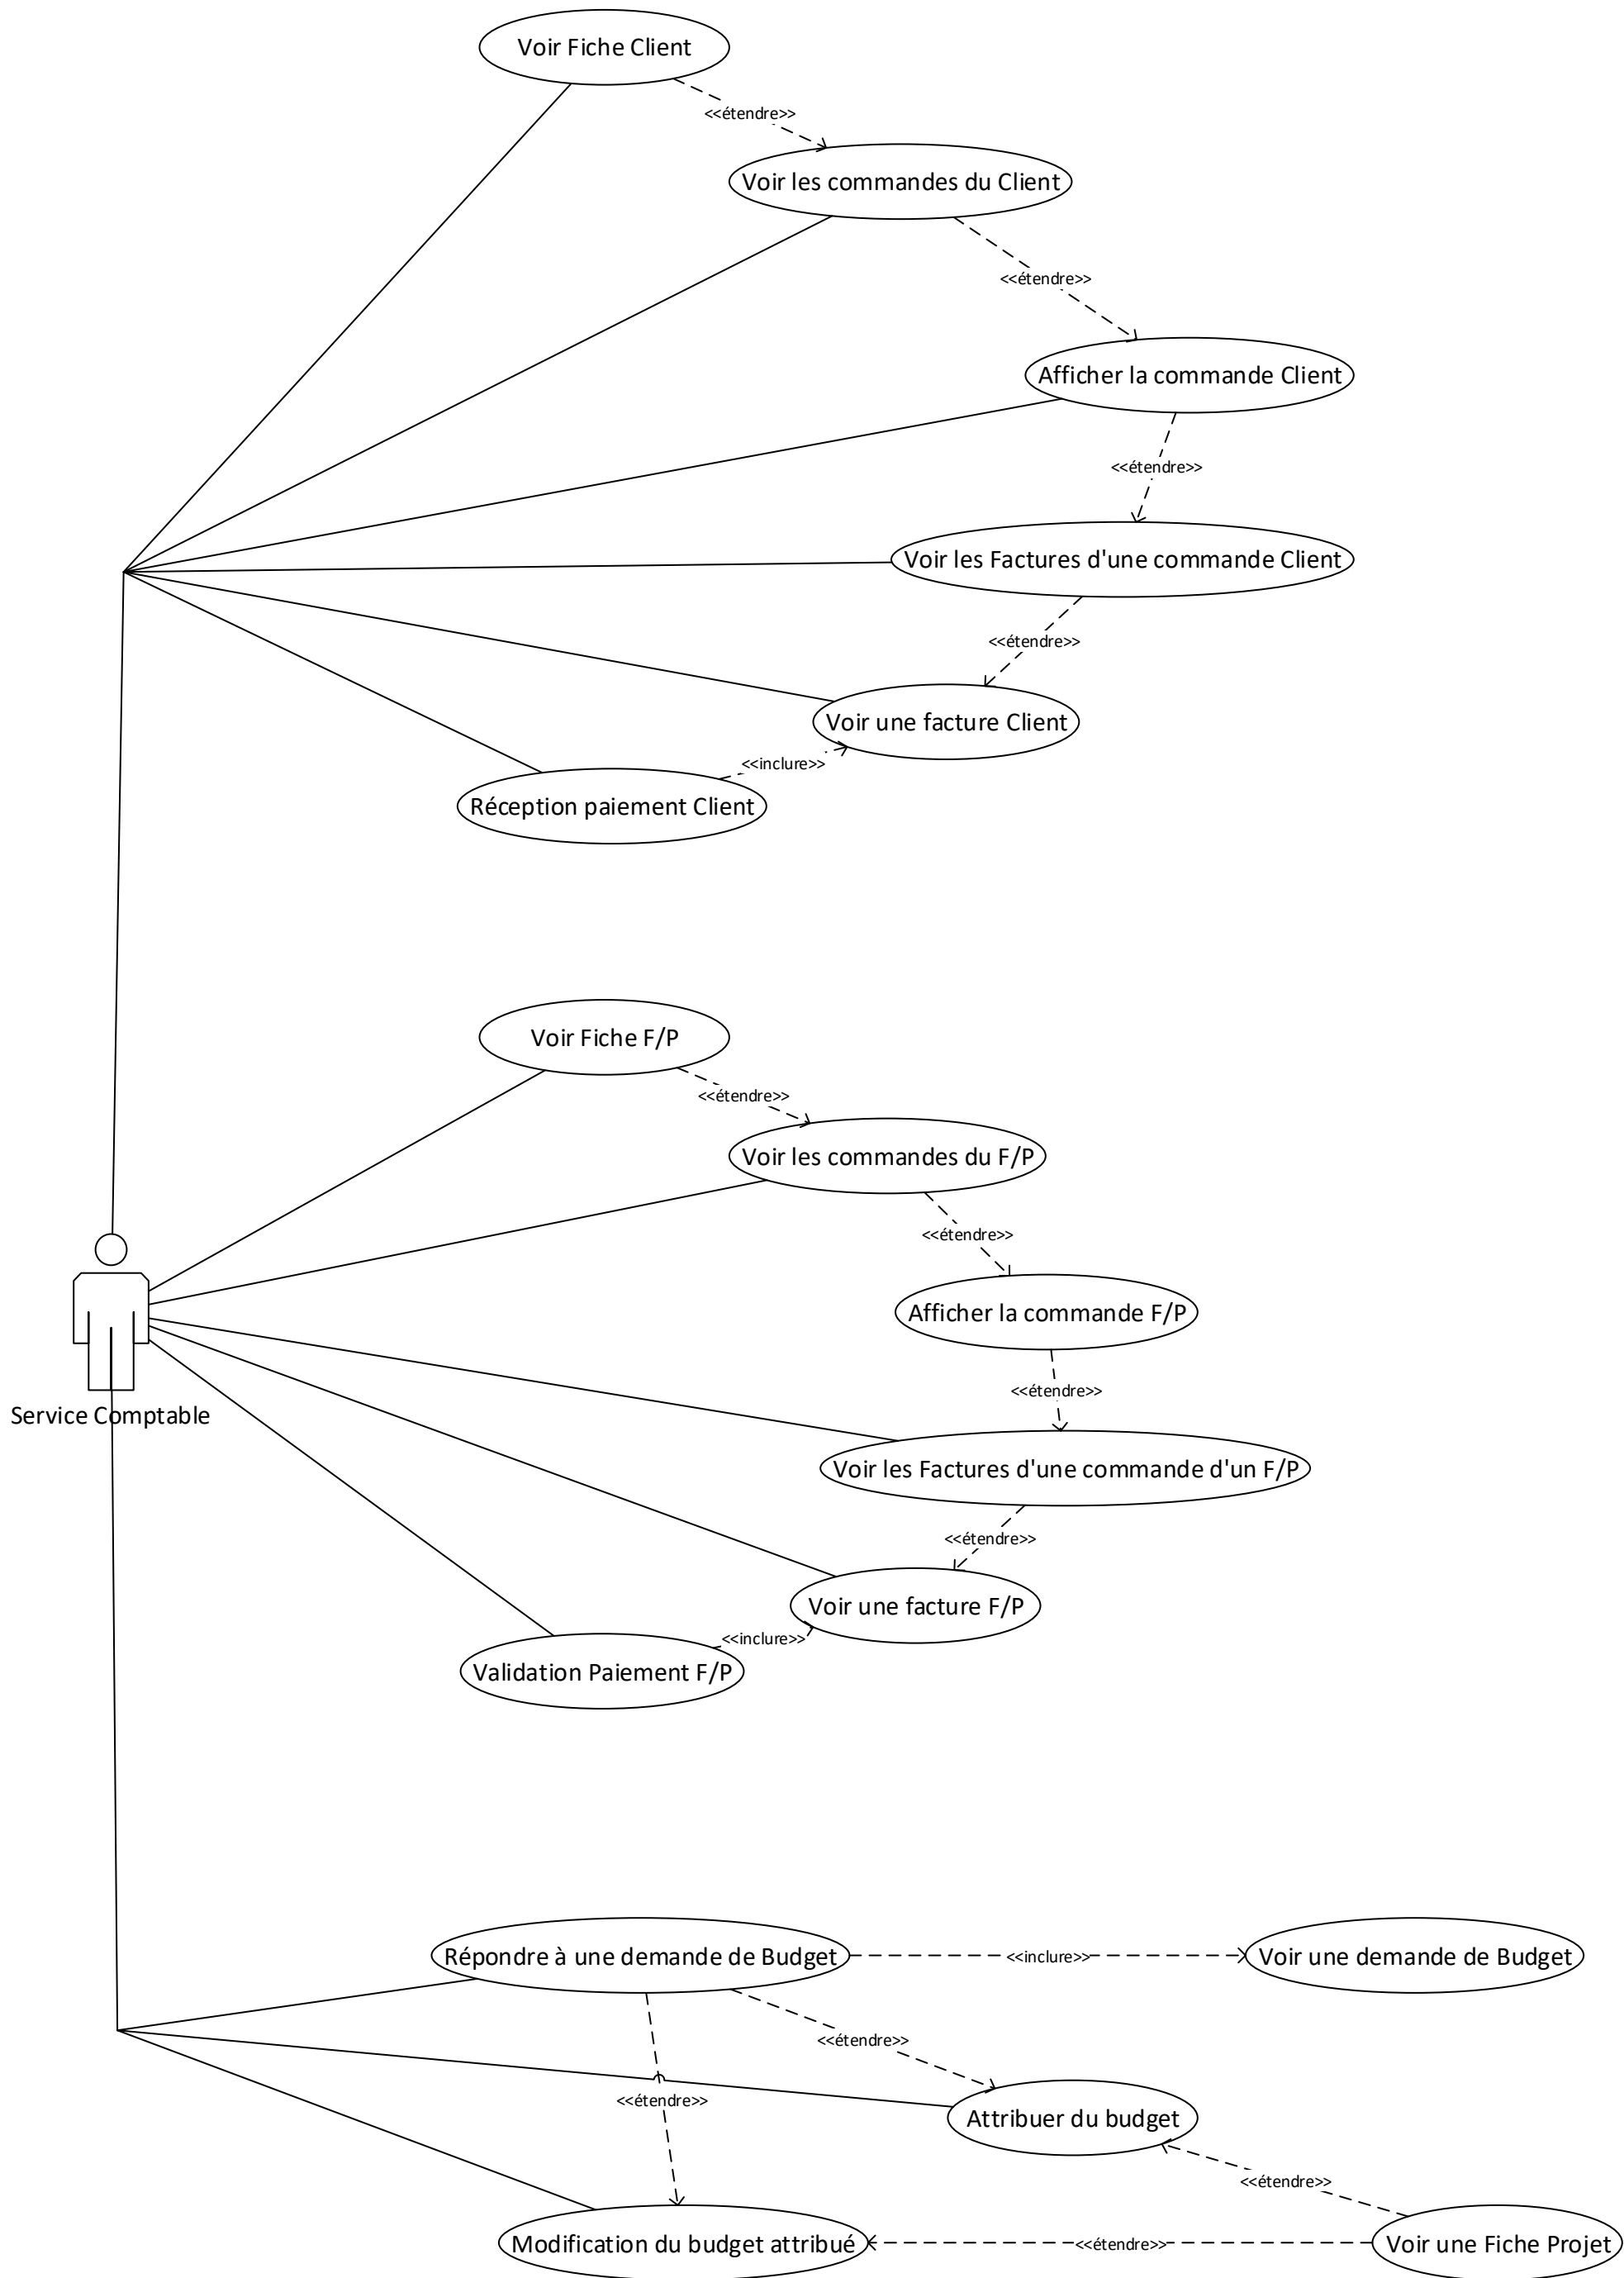 Voir Fiche Client
<<étendre>>
Voir les commandes du Client
<<étendre>>
Afficher la commande Client
<<étendre>>
Voir les Factures d'une commande Client
<<étendre>>
Voir une facture Client
<<inclure>>
Réception paiement Client
Voir Fiche F/P
<<étendre>>
Voir les commandes du F/P
<<étendre>>
Afficher la commande F/P
<<étendre>>
Service Comptable
Voir les Factures d'une commande d'un F/P
<<étendre>>
Voir une facture F/P
<<inclure>>
Validation Paiement F/P
Répondre à une demande de Budget
<<inclure>>
Voir une demande de Budget
<<étendre>>
<<étendre>>
Attribuer du budget
<<étendre>>
Modification du budget attribué
<<étendre>>
Voir une Fiche Projet